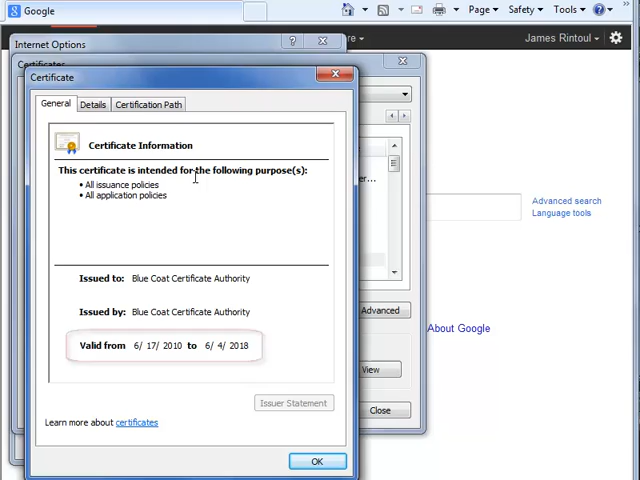 Google
Page
Safety
Tools
Internet Options
James Rintoul
Certificates
Certificate
General
Details
Certification Path
Certificate Information
This certificate is intended for the following purpose(s):
• All issuance policies
• All application policies
Advanced search
Language tools
Issued to: Blue Coat Certificate Authority
Issued by: Blue Coat Certificate Authority
Advanced
About Google
Valid from 6/ 17/ 2010 to 6/ 4/ 2018
View
Issuer Statement
Close
Learn more about certificates
OK